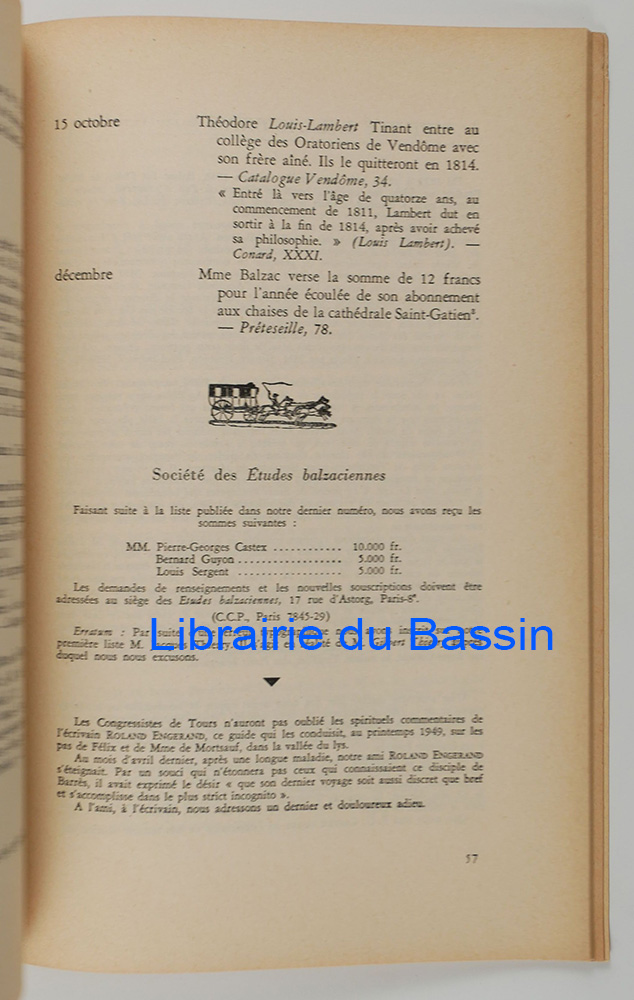 15 octobre
Théodore Louis-Lambert Tinant entre au
collège des Oratoriens de Vendôme avec
son frère aîné. Ils le quitteront en 1814.
— Catalogue Vendôme, 34.
« Entré là vers l'âge de quatorze ans, au
commencement de 1811, Lambert dut en
sortir à la fin de 1814, après avoir achevé
sa philosophie. » (Louis Lambert). —
Conard, XXXI.
décembre
Mme Balzac verse la somme de 12 francs
pour l'année écoulée de son abonnement
aux chaises de la cathédrale Saint-Gatien².
— Préteseille, 78.
Société des Études balzaciennes
Faisant suite à la liste publiée dans notre dernier numéro, nous avons reçu les
sommes suivantes :
MM. Pierre-Georges Castex ............ 10.000 fr.
Bernard Guyon .................. 5.000 fr.
Louis Sergent .................. 5.000 fr.
Les demandes de renseignements et les nouvelles souscriptions doivent être
adressées au siège des Etudes balzaciennes, 17 rue d'Astorg, Paris-8ᵉ.
(C.C.P., Paris 7845-29)
Erratum : Par suite
première liste M.
duquel nous nous excusons.
Librairie du Bassin
Les Congressistes de Tours n'auront pas oublié les spirituels commentaires de
l'écrivain ROLAND ENGERAND, ce guide qui les conduisit, au printemps 1949, sur les
pas de Félix et de Mme de Mortsauf, dans la vallée du lys.
Au mois d'avril dernier, après une longue maladie, notre ami ROLAND ENGERAND
s'éteignait. Par un souci qui n'étonnera pas ceux qui connaissaient ce disciple de
Barrès, il avait exprimé le désir « que son dernier voyage soit aussi discret que bref
et s'accomplisse dans le plus strict incognito ».
A l'ami, à l'écrivain, nous adressons un dernier et douloureux adieu.
57